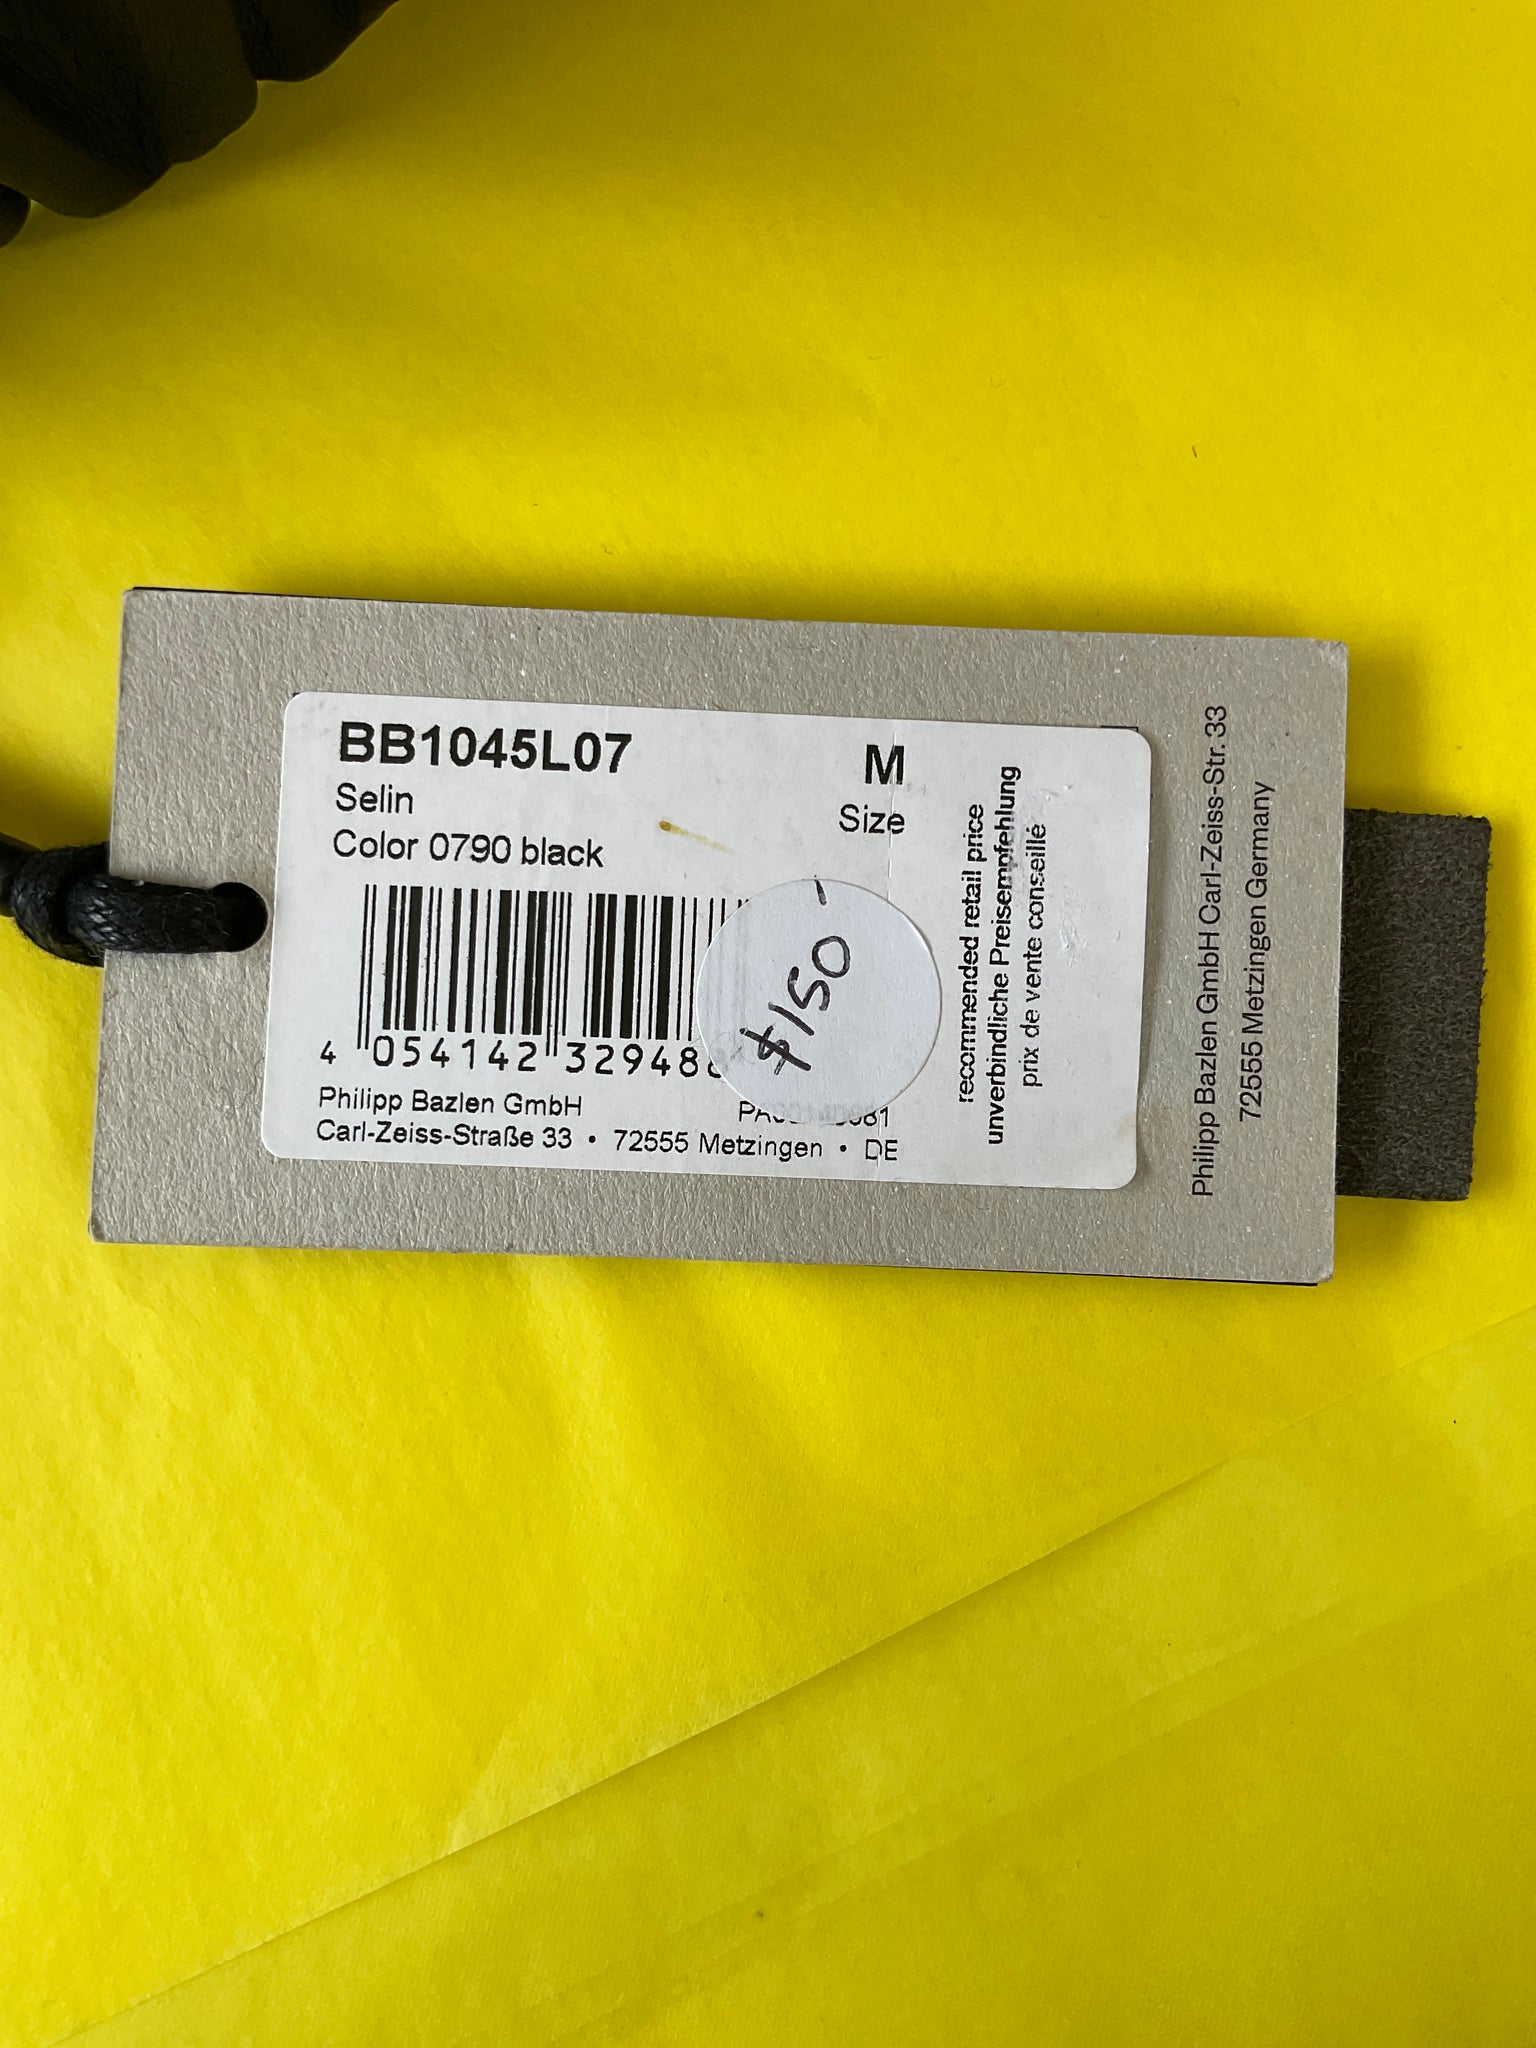 BB1045L07
M
Selin
Size
Color 0790 black
4 054142 32948
Philipp Bazlen GmbH
Carl-Zeiss-Straße 33 • 72555 Metzingen • DE
$150
recommended retail price
unverbindliche Preisempfehlung
prix de vente conseillé
Philipp Bazlen GmbH Carl-Zeiss-Str. 33
72555 Metzingen Germany